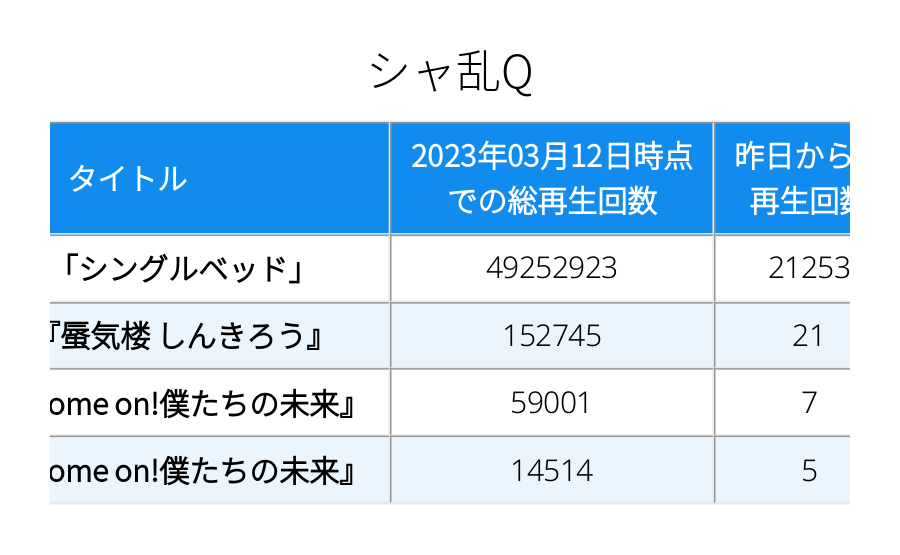 シャ乱Q
タイトル
2023年03月12日時点
での総再生回数
昨日から
再生回数
「シングルベッド」 49252923 21253
『蜃気楼 しんきろう』 152745 21
ome on!僕たちの未来』 59001 7
ome on!僕たちの未来』 14514 5